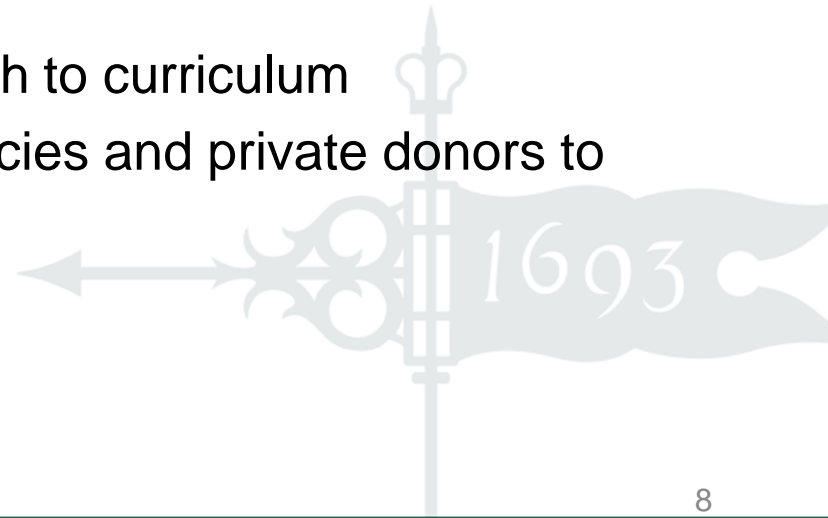 h to curriculum
cies and private donors to
1693
8